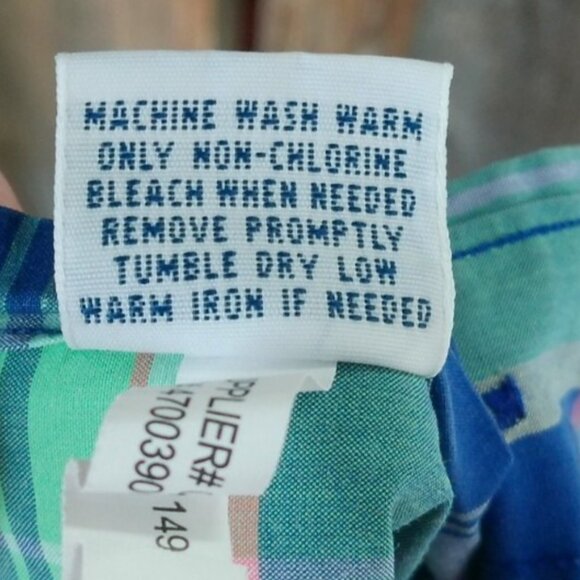 MACHINE WASH WARM
ONLY NON-CHLORINE
BLEACH WHEN NEEDED
REMOVE PROMPTLY
TUMBLE DRY LOW
WARM IRON IF NEEDED
PPLIER#
4700390
149